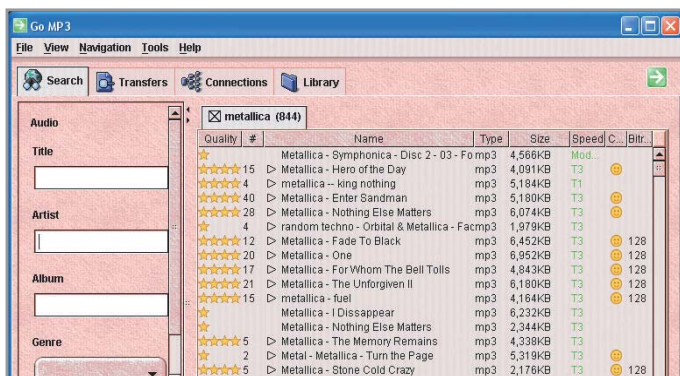 Go MP3
File View Navigation Tools Help
Search Transfers Connections Library
Audio
Title
Artist
Album
Genre
metallica (844)
Quality # Name Type Size Speed C... Bitr...
Metallica - Symphonica - Disc 2 - 03 - Fo mp3 4,566KB Mod...
15 Metallica - Hero of the Day mp3 4,091KB T3
4 metallica -- king nothing mp3 5,184KB T1
40 Metallica - Enter Sandman mp3 5,180KB T3
28 Metallica - Nothing Else Matters mp3 6,074KB T3
4 random techno - Orbital & Metallica - Fac mp3 1,979KB T3
12 Metallica - Fade To Black mp3 6,452KB T3 128
20 Metallica - One mp3 6,952KB T3 128
17 Metallica - For Whom The Bell Tolls mp3 4,843KB T3 128
21 Metallica - The Unforgiven II mp3 6,180KB T3 128
15 metallica - fuel mp3 4,164KB T3 128
Metallica - I Dissappear mp3 6,232KB T3
Metallica - Nothing Else Matters mp3 2,344KB T3
5 Metallica - The Memory Remains mp3 4,338KB T3
2 Metal - Metallica - Turn the Page mp3 5,319KB T3
5 Metallica - Stone Cold Crazy mp3 2,176KB T3 128